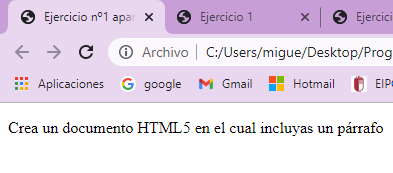 Ejercicio nº1 apar
Ejercicio 1
Ejercici
Archivo C:/Users/migue/Desktop/Prog
Aplicaciones google Gmail Hotmail EIPO
Crea un documento HTML5 en el cual incluyas un párrafo